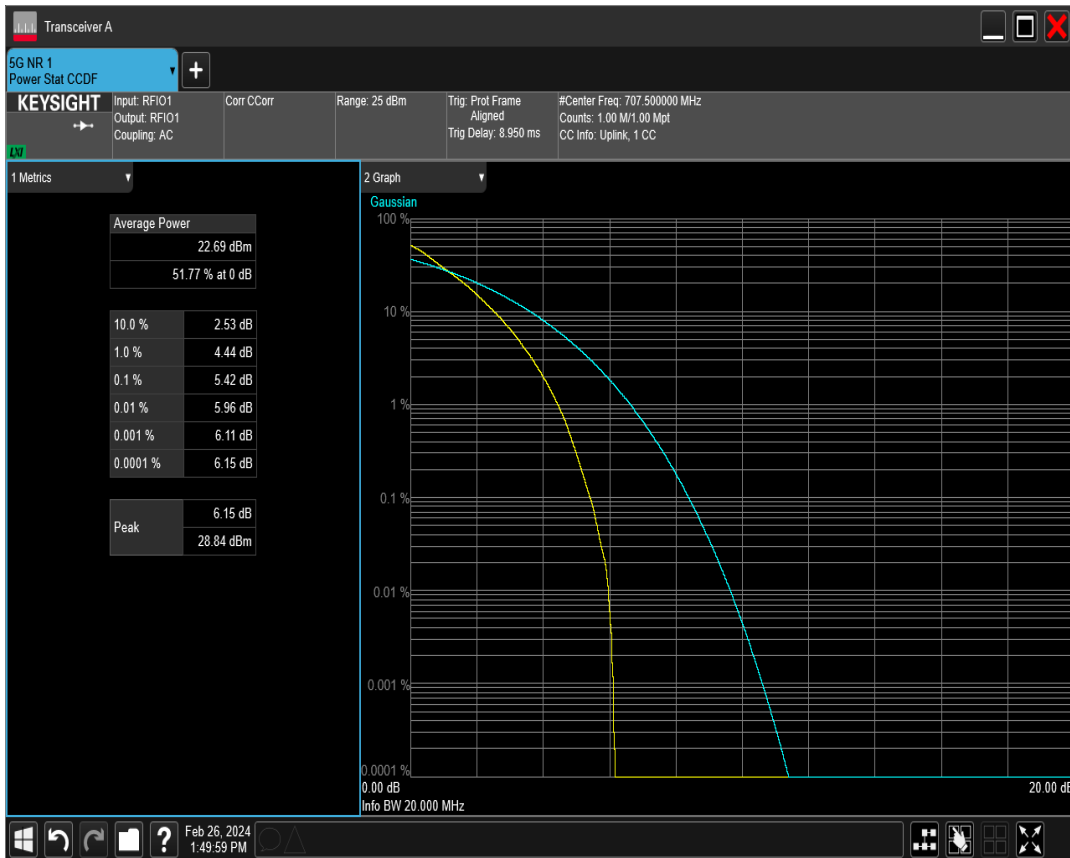 Transceiver A
5G NR 1
Power Stat CCDF
KEYSIGHT
LXI
Input: RFIO1
Output: RFIO1
Coupling: AC
Corr CCorr
Range: 25 dBm
Trig: Prot Frame
Aligned
Trig Delay: 8.950 ms
#Center Freq: 707.500000 MHz
Counts: 1.00 M/1.00 Mpt
CC Info: Uplink, 1 CC
1 Metrics
Average Power
22.69 dBm
51.77 % at 0 dB
10.0 % 2.53 dB
1.0 % 4.44 dB
0.1 % 5.42 dB
0.01 % 5.96 dB
0.001 % 6.11 dB
0.0001 % 6.15 dB
Peak
6.15 dB
28.84 dBm
2 Graph
Gaussian
100 %
10 %
1 %
0.1 %
0.01 %
0.001 %
0.0001 %
0.00 dB 20.00 dB
Info BW 20.000 MHz
?
Feb 26, 2024
1:49:59 PM